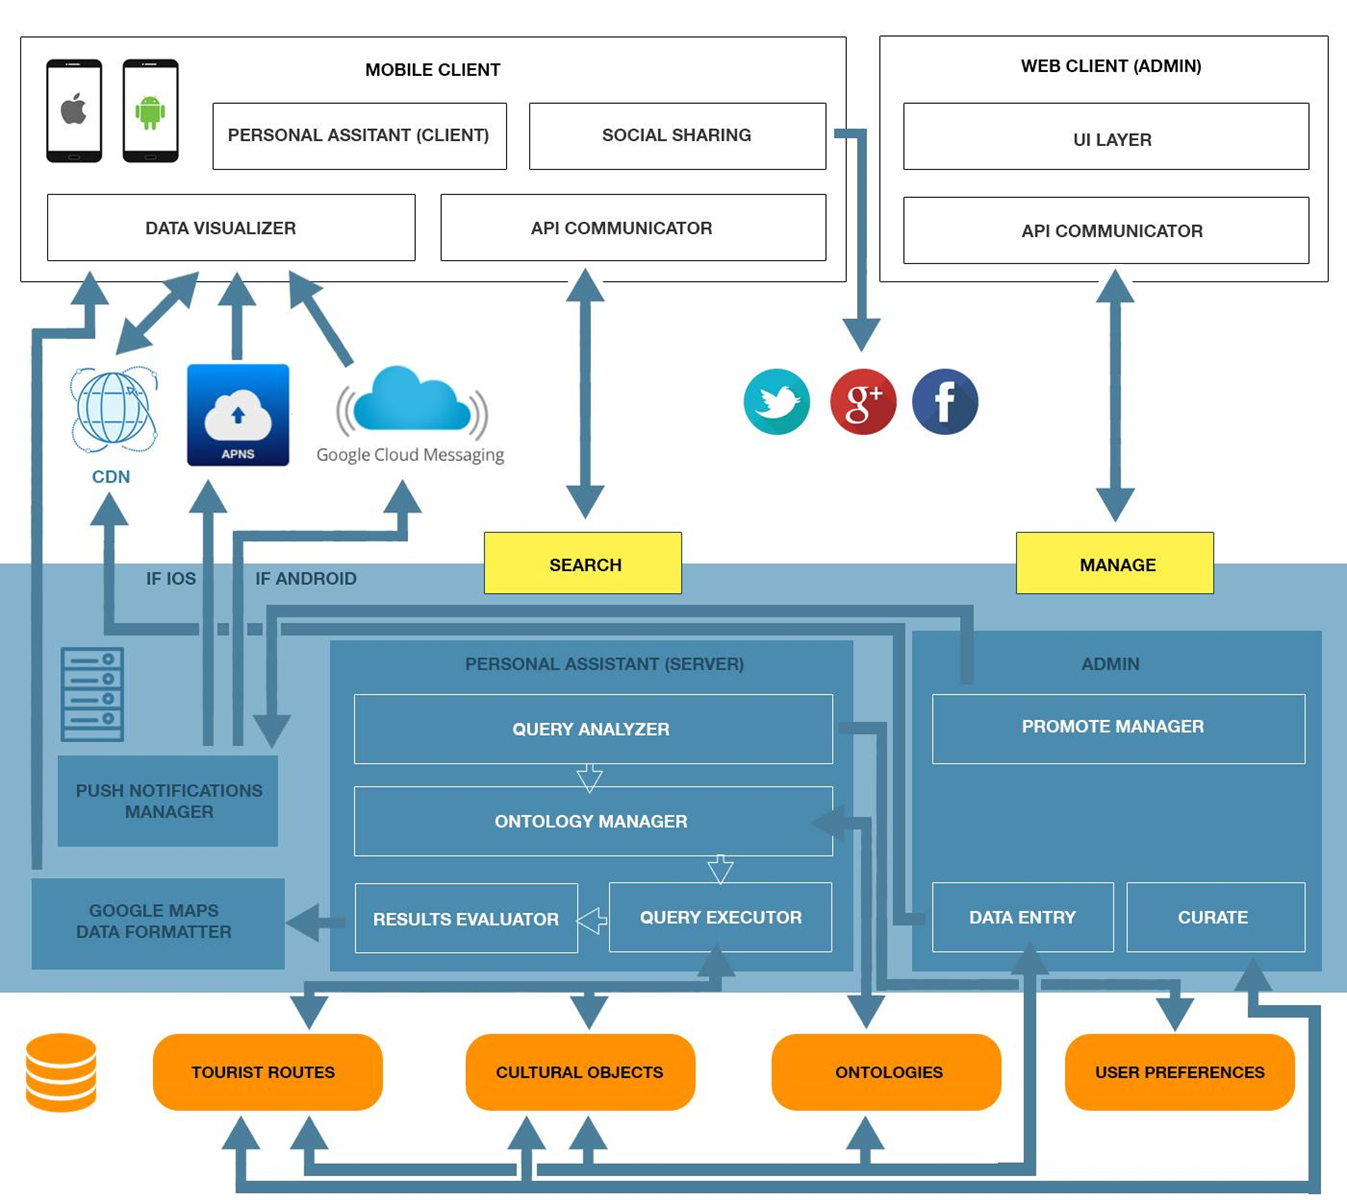 MOBILE CLIENT
WEB CLIENT (ADMIN)
PERSONAL ASSITANT (CLIENT)
SOCIAL SHARING
UI LAYER
DATA VISUALIZER
API COMMUNICATOR
API COMMUNICATOR
g+
f
APNS
Google Cloud Messaging
CDN
SEARCH
MANAGE
IF IOS
IF ANDROID
PERSONAL ASSISTANT (SERVER)
ADMIN
QUERY ANALYZER
PROMOTE MANAGER
PUSH NOTIFICATIONS
MANAGER
ONTOLOGY MANAGER
GOOGLE MAPS
DATA FORMATTER
RESULTS EVALUATOR
QUERY EXECUTOR
DATA ENTRY
CURATE
TOURIST ROUTES
CULTURAL OBJECTS
ONTOLOGIES
USER PREFERENCES